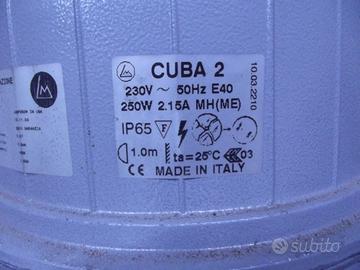 CUBA 2
230V ~ 50Hz E40
250W 2.15A MH(ME)
IP65 F
1.0m ta=25°C 03
CE MADE IN ITALY
10.03.2210
AZIONE
subito